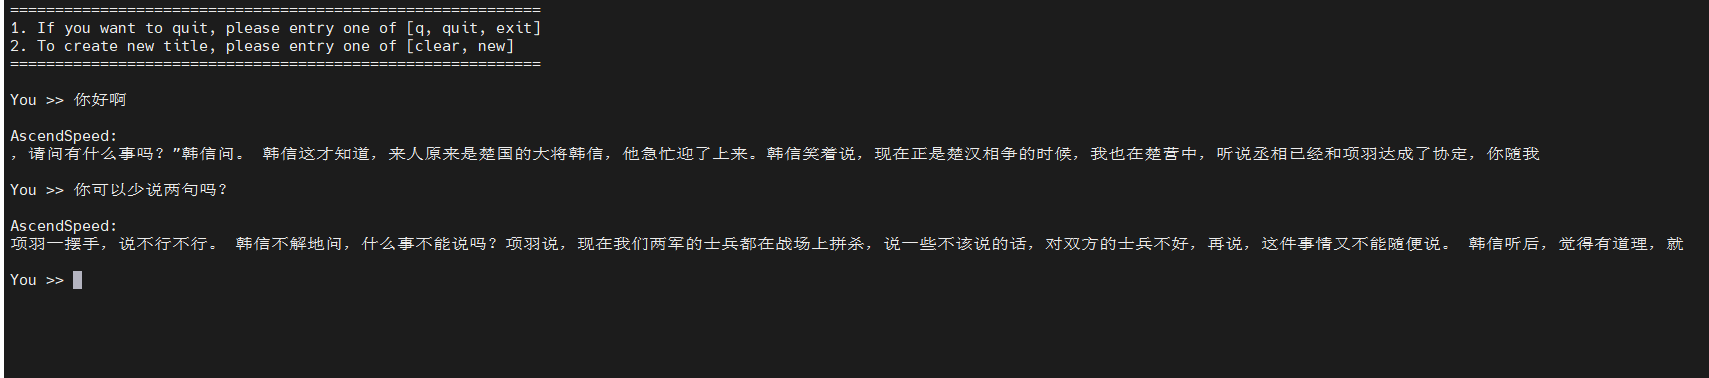 ===========================================================
1. If you want to quit, please entry one of [q, quit, exit]
2. To create new title, please entry one of [clear, new]
===========================================================
You >> 你好啊
AscendSpeed:
，请问有什么事吗？”韩信问。 韩信这才知道，来人原来是楚国的大将韩信，他急忙迎了上来。韩信笑着说，现在正是楚汉相争的时候，我也在楚营中，听说丞相已经和项羽达成了协定，你随我
You >> 你可以少说两句吗？
AscendSpeed:
项羽一摆手，说不行不行。 韩信不解地问，什么事不能说吗？项羽说，现在我们两军的士兵都在战场上拼杀，说一些不该说的话，对双方的士兵不好，再说，这件事情又不能随便说。 韩信听后，觉得有道理，就
You >>